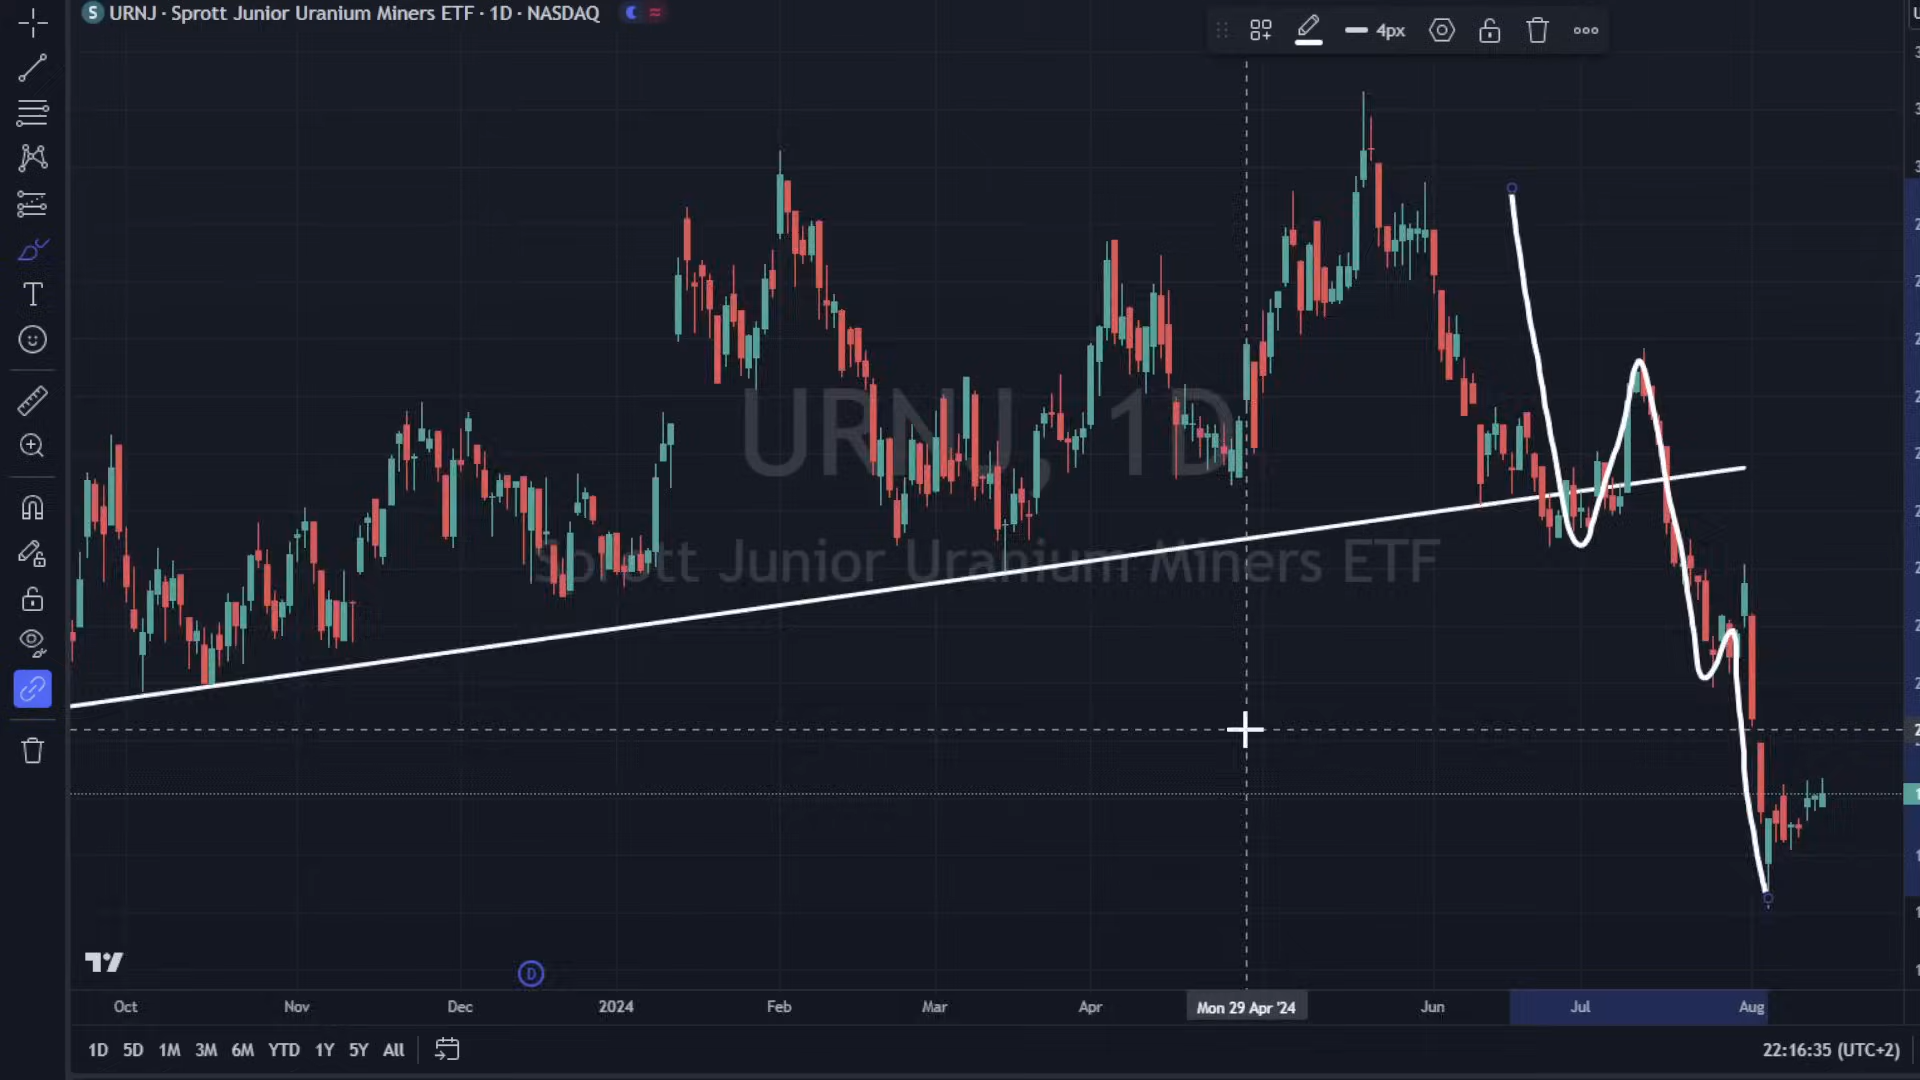 URNJ · Sprott Junior Uranium Miners ETF · 1D · NASDAQ
4px
URNJ, 1D
Sprott Junior Uranium Miners ETF
D
Oct Nov Dec 2024 Feb Mar Apr Mon 29 Apr '24 Jun Jul Aug
1D 5D 1M 3M 6M YTD 1Y 5Y All 22:16:35 (UTC+2)